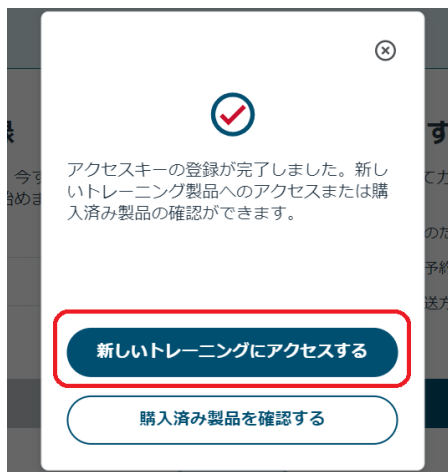 アクセスキーの登録が完了しました。新し
いトレーニング製品へのアクセスまたは購
入済み製品の確認ができます。
新しいトレーニングにアクセスする
購入済み製品を確認する